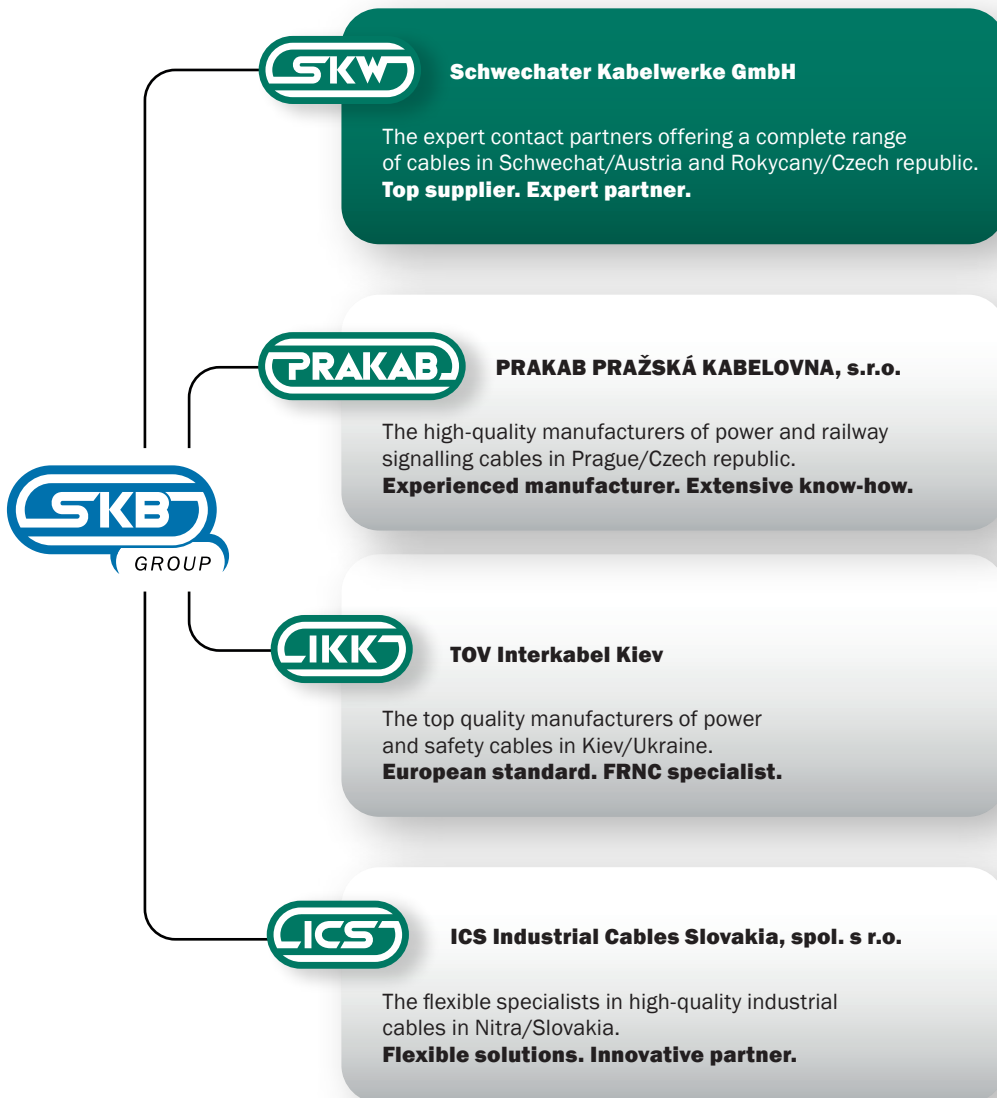 SKW
Schwechater Kabelwerke GmbH
The expert contact partners offering a complete range
of cables in Schwechat/Austria and Rokycany/Czech republic.
Top supplier. Expert partner.
PRAKAB
PRAKAB PRAŽSKÁ KABELOVNA, s.r.o.
The high-quality manufacturers of power and railway
signalling cables in Prague/Czech republic.
Experienced manufacturer. Extensive know-how.
SKB
GROUP
IKK
TOV Interkabel Kiev
The top quality manufacturers of power
and safety cables in Kiev/Ukraine.
European standard. FRNC specialist.
ICS
ICS Industrial Cables Slovakia, spol. s r.o.
The flexible specialists in high-quality industrial
cables in Nitra/Slovakia.
Flexible solutions. Innovative partner.